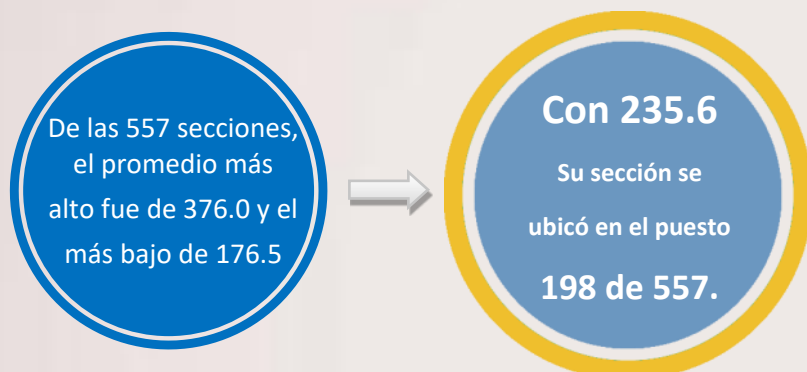 De las 557 secciones,
el promedio más
alto fue de 376.0 y el
más bajo de 176.5
Con 235.6
Su sección se
ubicó en el puesto
198 de 557.